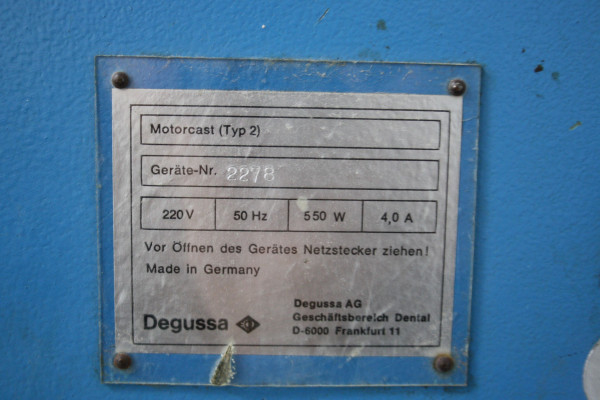 Motorcast (Typ 2)
Geräte-Nr. 2278
220V 50 Hz 550 W 4,0 A
Vor Öffnen des Gerätes Netzstecker ziehen!
Made in Germany
Degussa
Degussa AG
Geschäftsbereich Dental
D-6000 Frankfurt 11